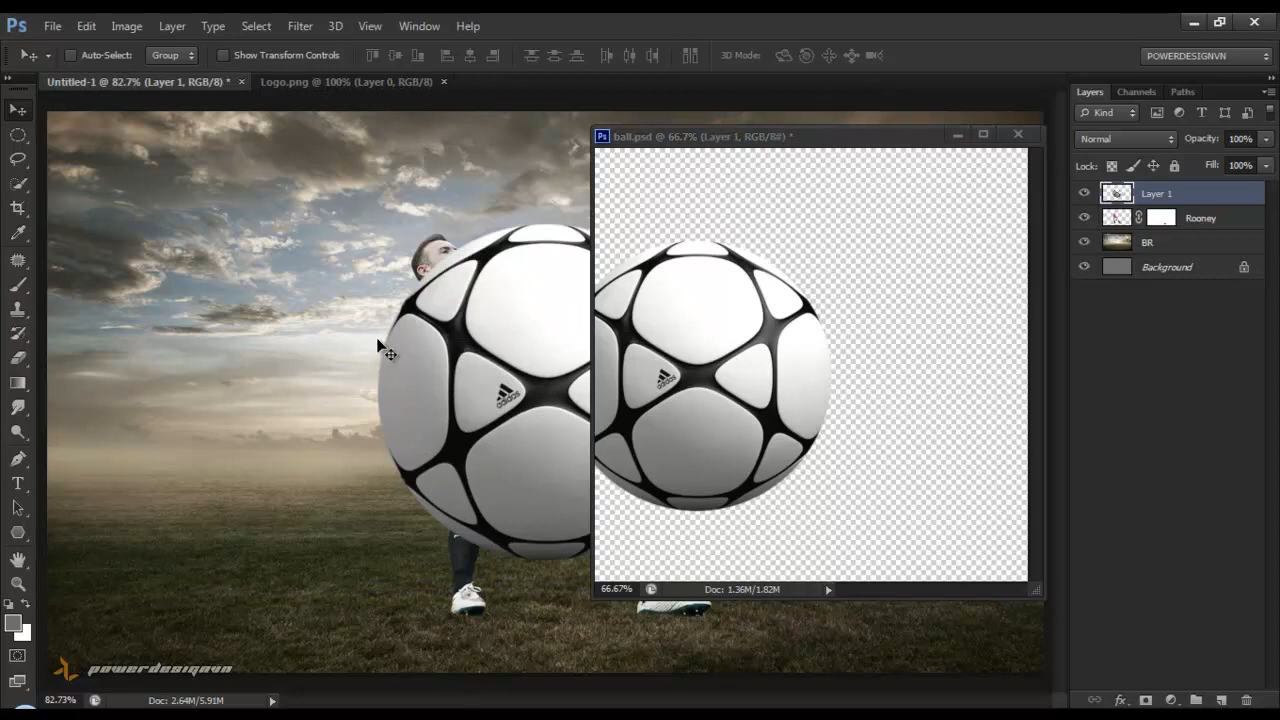 Ps File Edit Image Layer Type Select Filter 3D View Window Help
Auto-Select: Group Show Transform Controls 3D Mode: POWERDESIGNVN
Untitled-1 @ 82.7% (Layer 1, RGB/8) * × Logo.png @ 100% (Layer 0, RGB/8) ×
Layers Channels Paths
Kind
Ps ball.psd @ 66.7% (Layer 1, RGB/8#) *
Normal Opacity: 100%
Lock: Fill: 100%
Layer 1
Rooney
BR
Background
adidas
adidas
66.67% Doc: 1.36M/1.82M
powerdesignvn
82.73% Doc: 2.64M/5.91M
fx